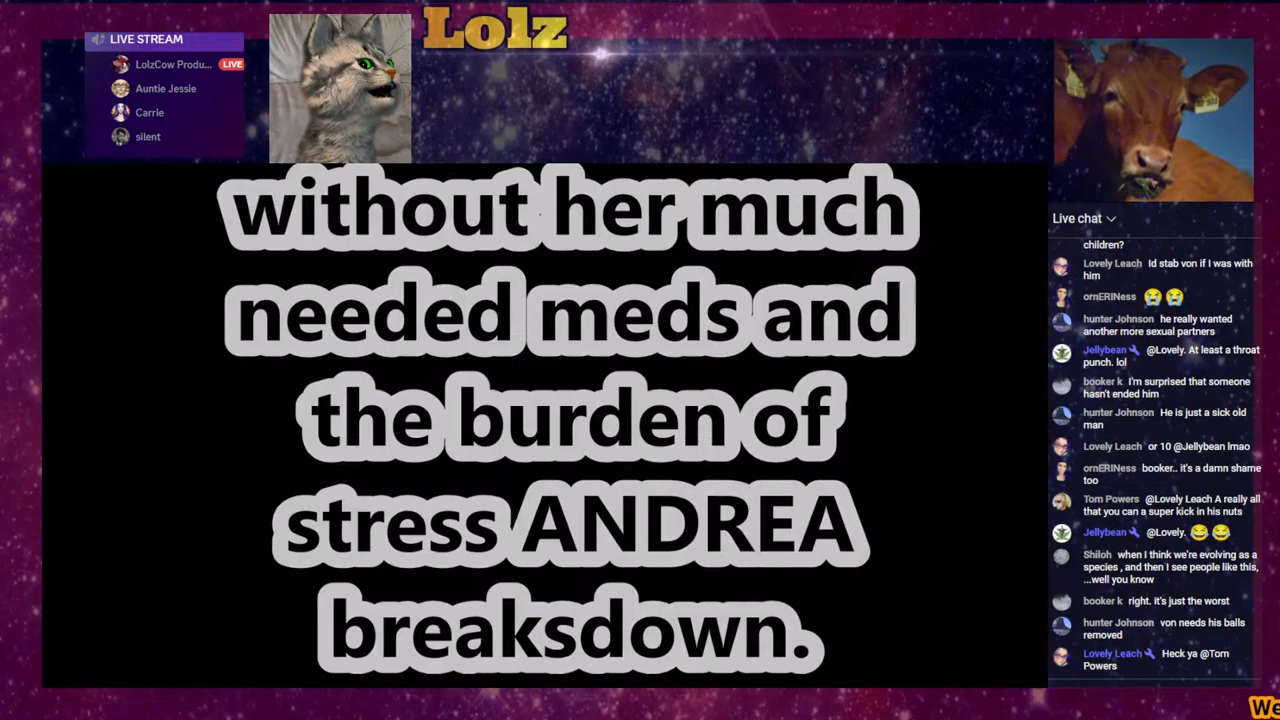 Lolz
LIVE STREAM
LolzCow Produ... LIVE
Auntie Jessie
Carrie
silent
without her much
needed meds and
the burden of
stress ANDREA
breaksdown.
Live chat
children?
Lovely Leach Id stab von if I was with
him
ornERINess 😭😭
hunter Johnson he really wanted
another more sexual partners
Jellybean @Lovely. At least a throat
punch. lol
booker k I'm surprised that someone
hasn't ended him
hunter Johnson He is just a sick old
man
Lovely Leach or 10 @Jellybean lmao
ornERINess booker.. it's a damn shame
too
Tom Powers @Lovely Leach A really all
that you can a super kick in his nuts
Jellybean @Lovely. 😂😂
Shiloh when I think we're evolving as a
species , and then I see people like this,
...well you know
booker k right. it's just the worst
hunter Johnson von needs his balls
removed
Lovely Leach Heck ya @Tom
Powers
We